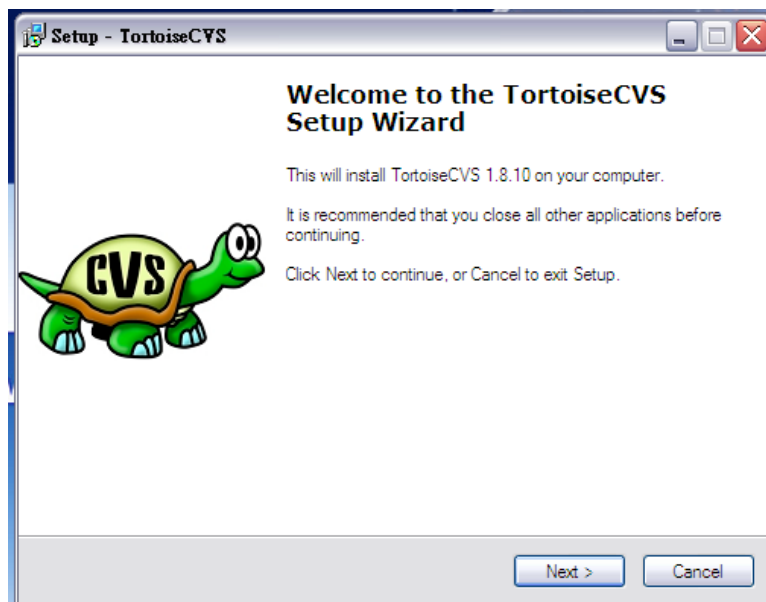 Setup - TortoiseCVS
Welcome to the TortoiseCVS
Setup Wizard
This will install TortoiseCVS 1.8.10 on your computer.
It is recommended that you close all other applications before
continuing.
Click Next to continue, or Cancel to exit Setup.
CVS
Next >
Cancel